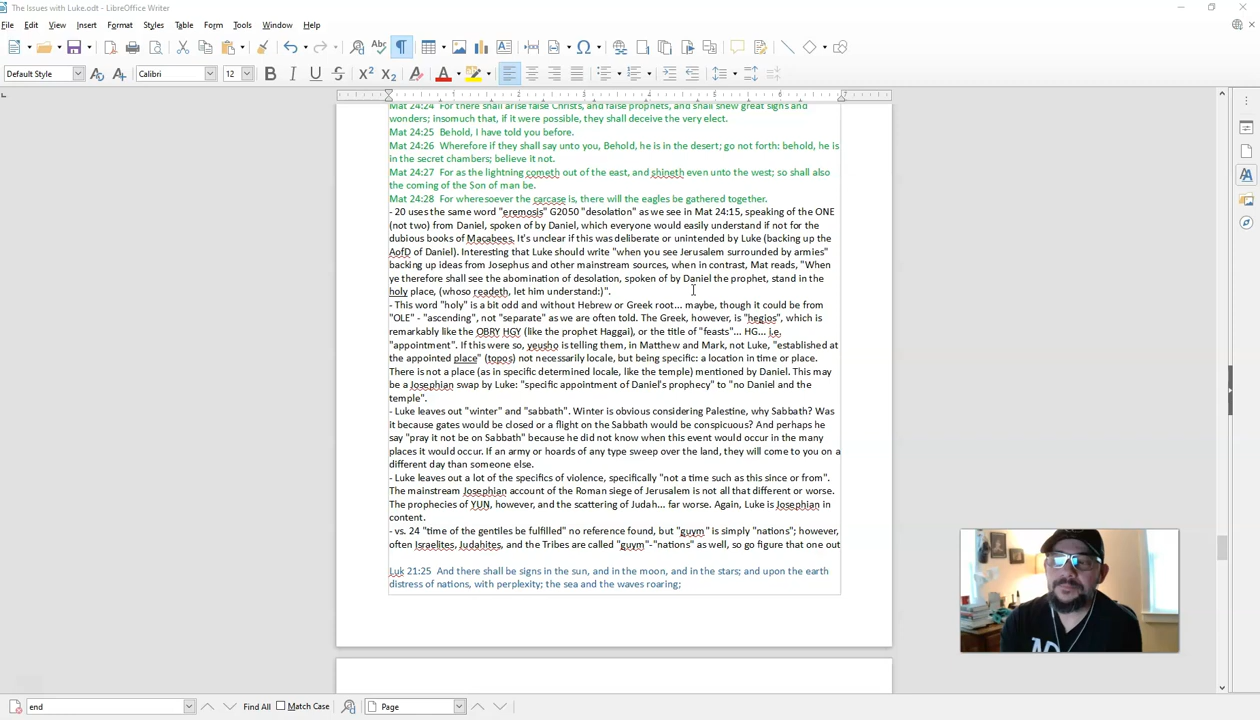 The Issues with Luke.odt - LibreOffice Writer
File Edit View Insert Format Styles Table Form Tools Window Help
Default Style Calibri 12
1 2 3 4 5 6 7
Mat 24:24 For there shall arise false Christs, and false prophets, and shall shew great signs and
wonders; insomuch that, if it were possible, they shall deceive the very elect.
Mat 24:25 Behold, I have told you before.
Mat 24:26 Wherefore if they shall say unto you, Behold, he is in the desert; go not forth: behold, he is
in the secret chambers; believe it not.
Mat 24:27 For as the lightning cometh out of the east, and shineth even unto the west; so shall also
the coming of the Son of man be.
Mat 24:28 For wheresoever the carcase is, there will the eagles be gathered together.
- 20 uses the same word "eremosis" G2050 "desolation" as we see in Mat 24:15, speaking of the ONE
(not two) from Daniel, spoken of by Daniel, which everyone would easily understand if not for the
dubious books of Macabees. It's unclear if this was deliberate or unintended by Luke (backing up the
AofD of Daniel). Interesting that Luke should write "when you see Jerusalem surrounded by armies"
backing up ideas from Josephus and other mainstream sources, when in contrast, Mat reads, "When
ye therefore shall see the abomination of desolation, spoken of by Daniel the prophet, stand in the
holy place, (whoso readeth, let him understand:)".
- This word "holy" is a bit odd and without Hebrew or Greek root... maybe, though it could be from
"OLE" - "ascending", not "separate" as we are often told. The Greek, however, is "hegios", which is
remarkably like the OBRY HGY (like the prophet Haggai), or the title of "feasts"... HG... i.e.
"appointment". If this were so, yeusho is telling them, in Matthew and Mark, not Luke, "established at
the appointed place" (topos) not necessarily locale, but being specific: a location in time or place.
There is not a place (as in specific determined locale, like the temple) mentioned by Daniel. This may
be a Josephian swap by Luke: "specific appointment of Daniel's prophecy" to "no Daniel and the
temple".
- Luke leaves out "winter" and "sabbath". Winter is obvious considering Palestine, why Sabbath? Was
it because gates would be closed or a flight on the Sabbath would be conspicuous? And perhaps he
say "pray it not be on Sabbath" because he did not know when this event would occur in the many
places it would occur. If an army or hoards of any type sweep over the land, they will come to you on a
different day than someone else.
- Luke leaves out a lot of the specifics of violence, specifically "not a time such as this since or from".
The mainstream Josephian account of the Roman siege of Jerusalem is not all that different or worse.
The prophecies of YUN, however, and the scattering of Judah... far worse. Again, Luke is Josephian in
content.
- vs. 24 "time of the gentiles be fulfilled" no reference found, but "guym" is simply "nations"; however,
often Israelites, Judahites, and the Tribes are called "guym"-"nations" as well, so go figure that one out
Luk 21:25 And there shall be signs in the sun, and in the moon, and in the stars; and upon the earth
distress of nations, with perplexity; the sea and the waves roaring;
end Find All Match Case Page